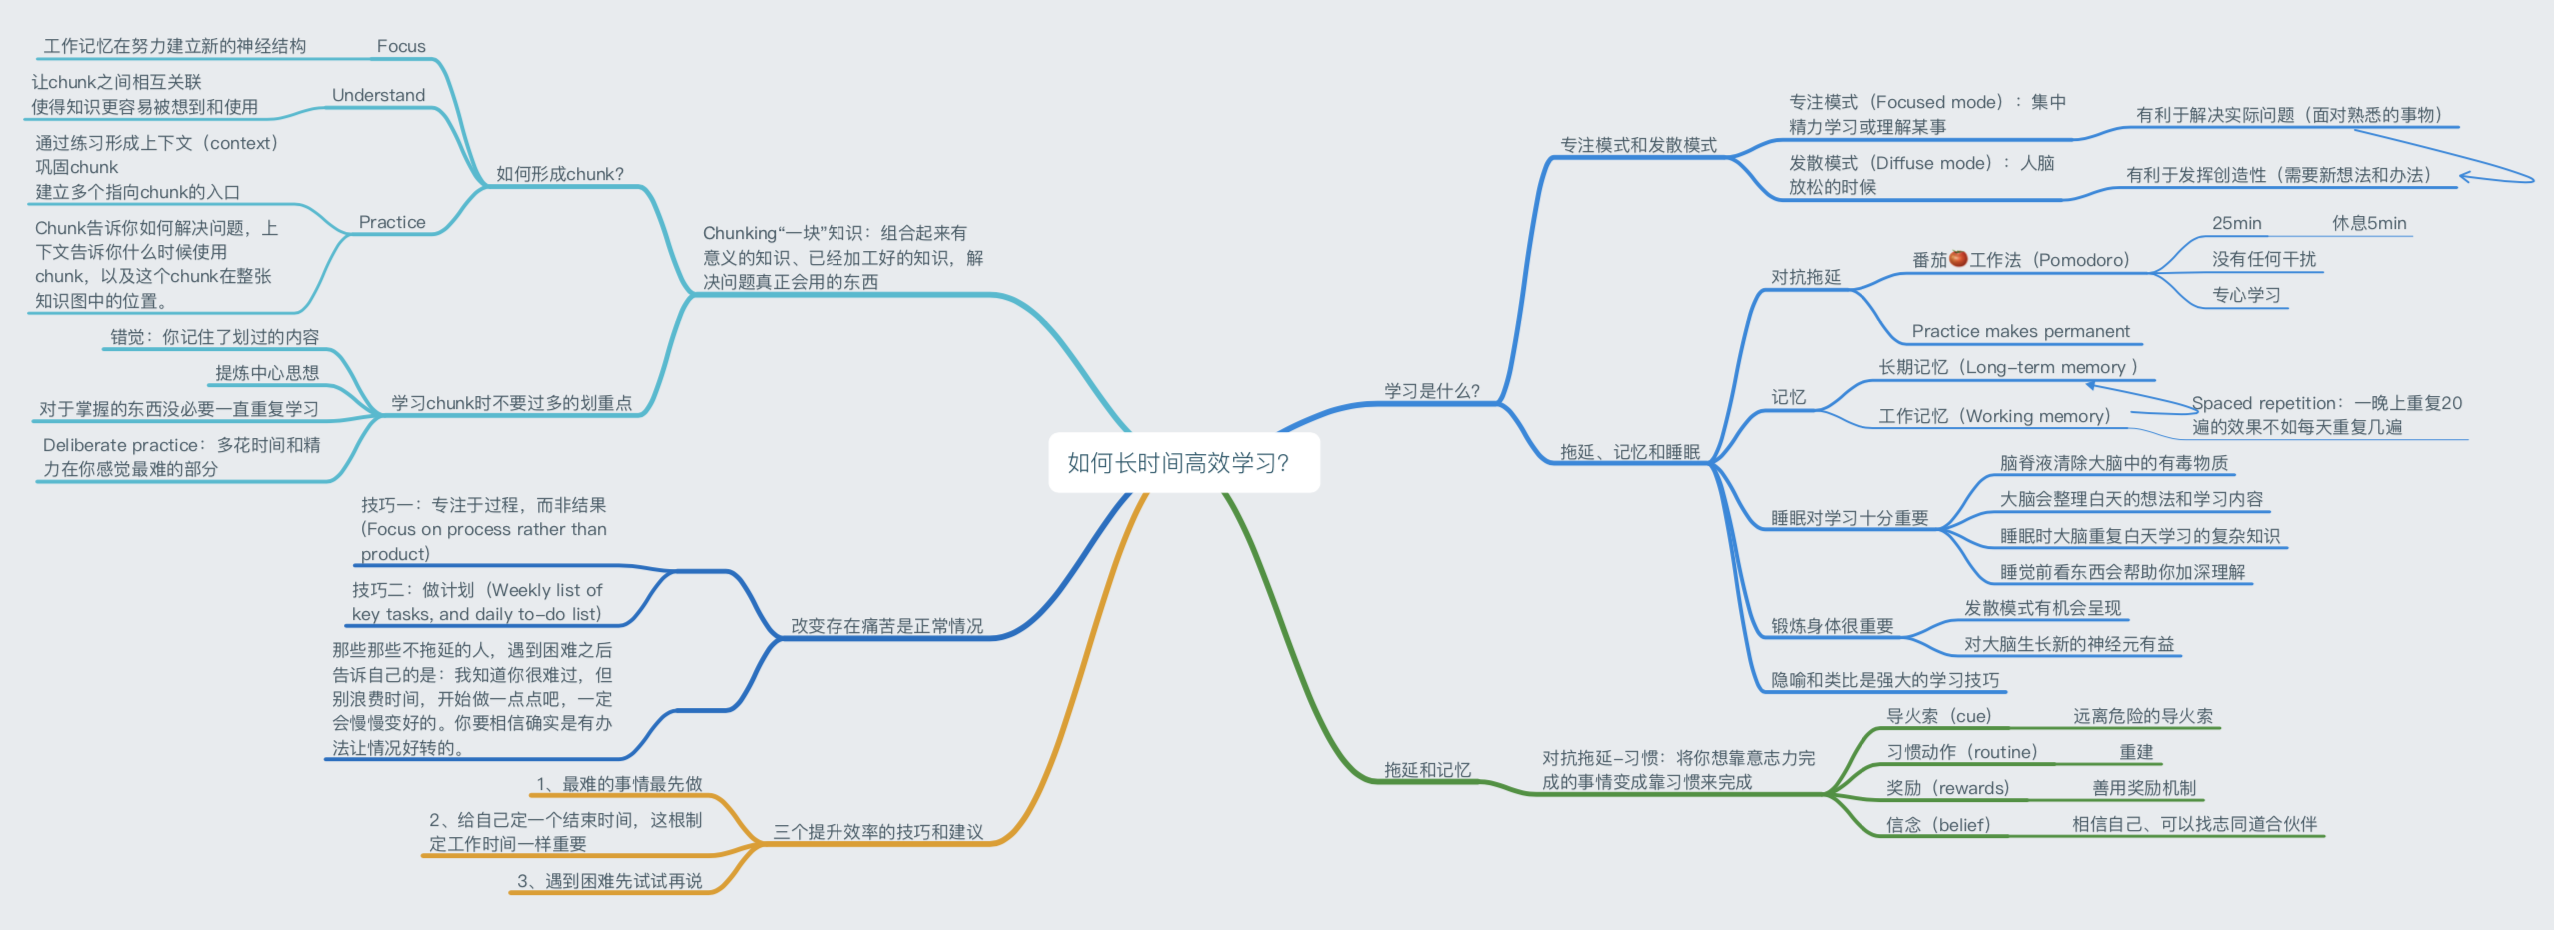 如何长时间高效学习？
学习是什么？
专注模式和发散模式
专注模式（Focused mode）：集中
精力学习或理解某事
有利于解决实际问题（面对熟悉的事物）
发散模式（Diffuse mode）：人脑
放松的时候
有利于发挥创造性（需要新想法和办法）
拖延、记忆和睡眠
对抗拖延
番茄🍅工作法（Pomodoro）
25min
休息5min
没有任何干扰
专心学习
Practice makes permanent
记忆
长期记忆（Long-term memory ）
工作记忆（Working memory）
Spaced repetition：一晚上重复20
遍的效果不如每天重复几遍
睡眠对学习十分重要
脑脊液清除大脑中的有毒物质
大脑会整理白天的想法和学习内容
睡眠时大脑重复白天学习的复杂知识
睡觉前看东西会帮助你加深理解
锻炼身体很重要
发散模式有机会呈现
对大脑生长新的神经元有益
隐喻和类比是强大的学习技巧
拖延和记忆
对抗拖延-习惯：将你想靠意志力完
成的事情变成靠习惯来完成
导火索（cue）
远离危险的导火索
习惯动作（routine）
重建
奖励（rewards）
善用奖励机制
信念（belief）
相信自己、可以找志同道合伙伴
Chunking“一块”知识：组合起来有
意义的知识、已经加工好的知识，解
决问题真正会用的东西
如何形成chunk?
Focus
工作记忆在努力建立新的神经结构
Understand
让chunk之间相互关联
使得知识更容易被想到和使用
Practice
通过练习形成上下文（context）
巩固chunk
建立多个指向chunk的入口
Chunk告诉你如何解决问题，上
下文告诉你什么时候使用
chunk，以及这个chunk在整张
知识图中的位置。
学习chunk时不要过多的划重点
错觉：你记住了划过的内容
提炼中心思想
对于掌握的东西没必要一直重复学习
Deliberate practice：多花时间和精
力在你感觉最难的部分
改变存在痛苦是正常情况
技巧一：专注于过程，而非结果
(Focus on process rather than
product)
技巧二：做计划（Weekly list of
key tasks, and daily to-do list）
那些那些不拖延的人，遇到困难之后
告诉自己的是：我知道你很难过，但
别浪费时间，开始做一点点吧，一定
会慢慢变好的。你要相信确实是有办
法让情况好转的。
三个提升效率的技巧和建议
1、最难的事情最先做
2、给自己定一个结束时间，这根制
定工作时间一样重要
3、遇到困难先试试再说